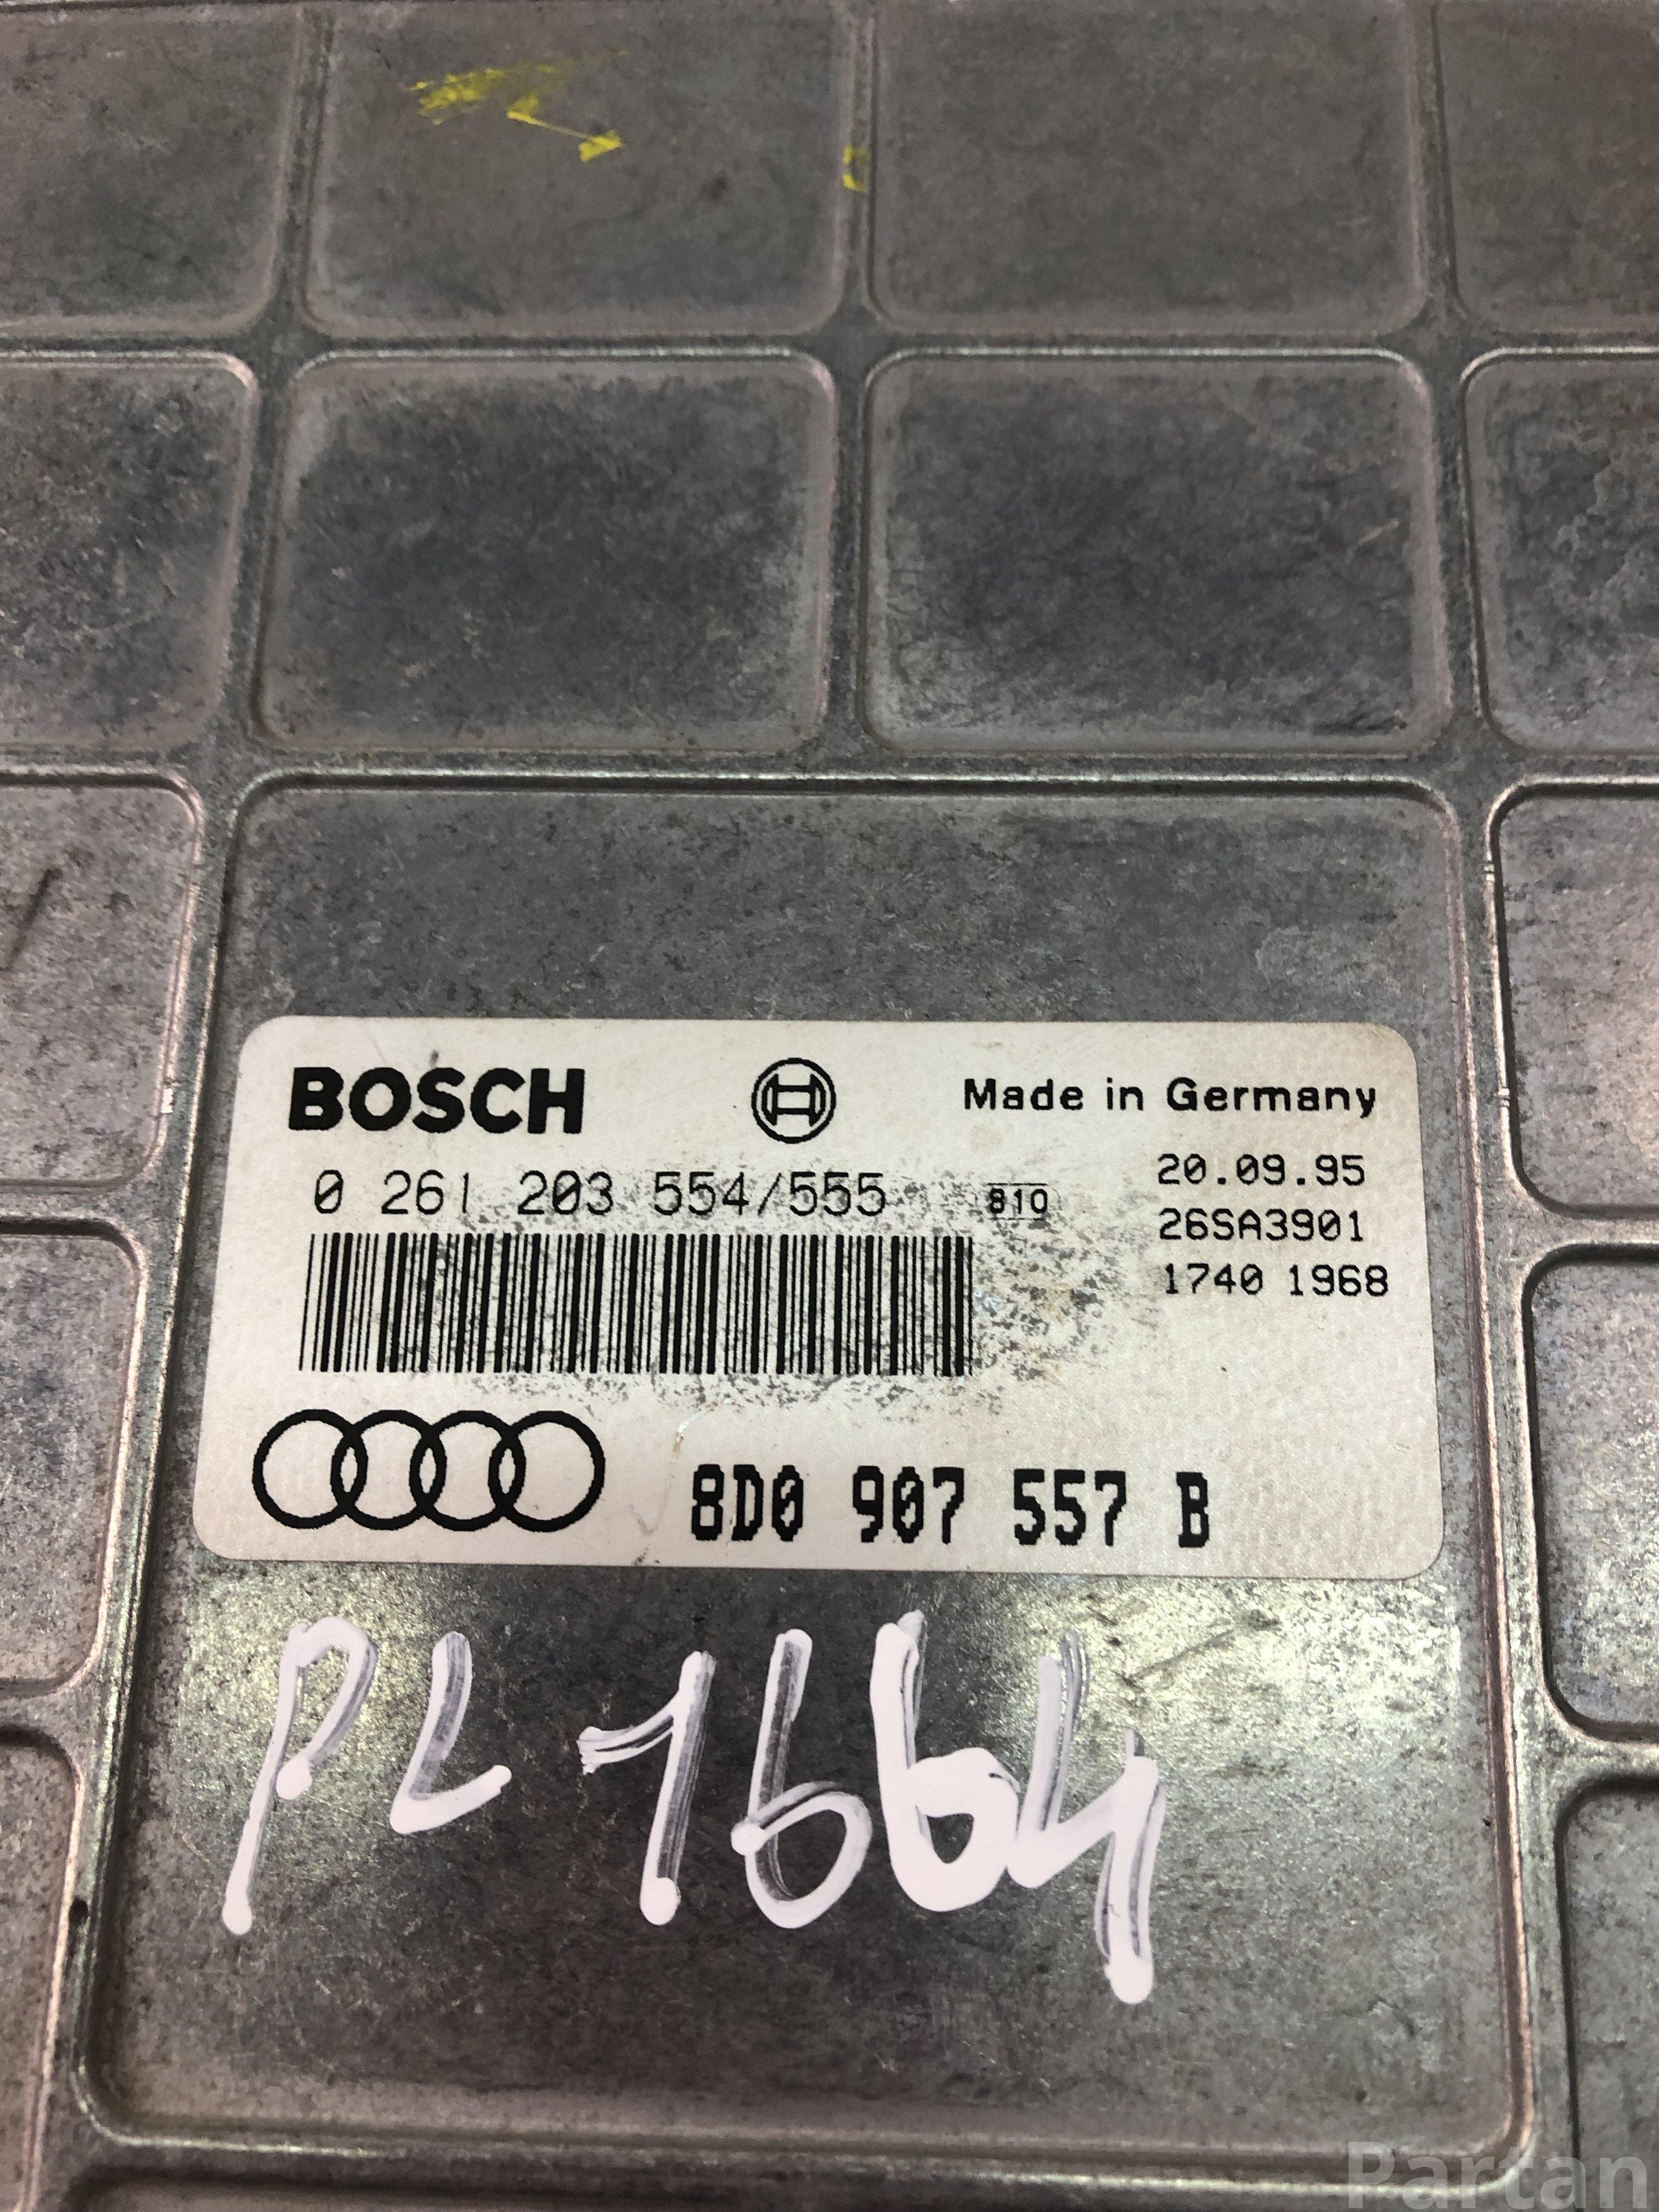 BOSCH Made in Germany
0 261 203 554/555 810 20.09.95
26SA3901
1740 1968
8D0 907 557 B
PL 1664
Partan